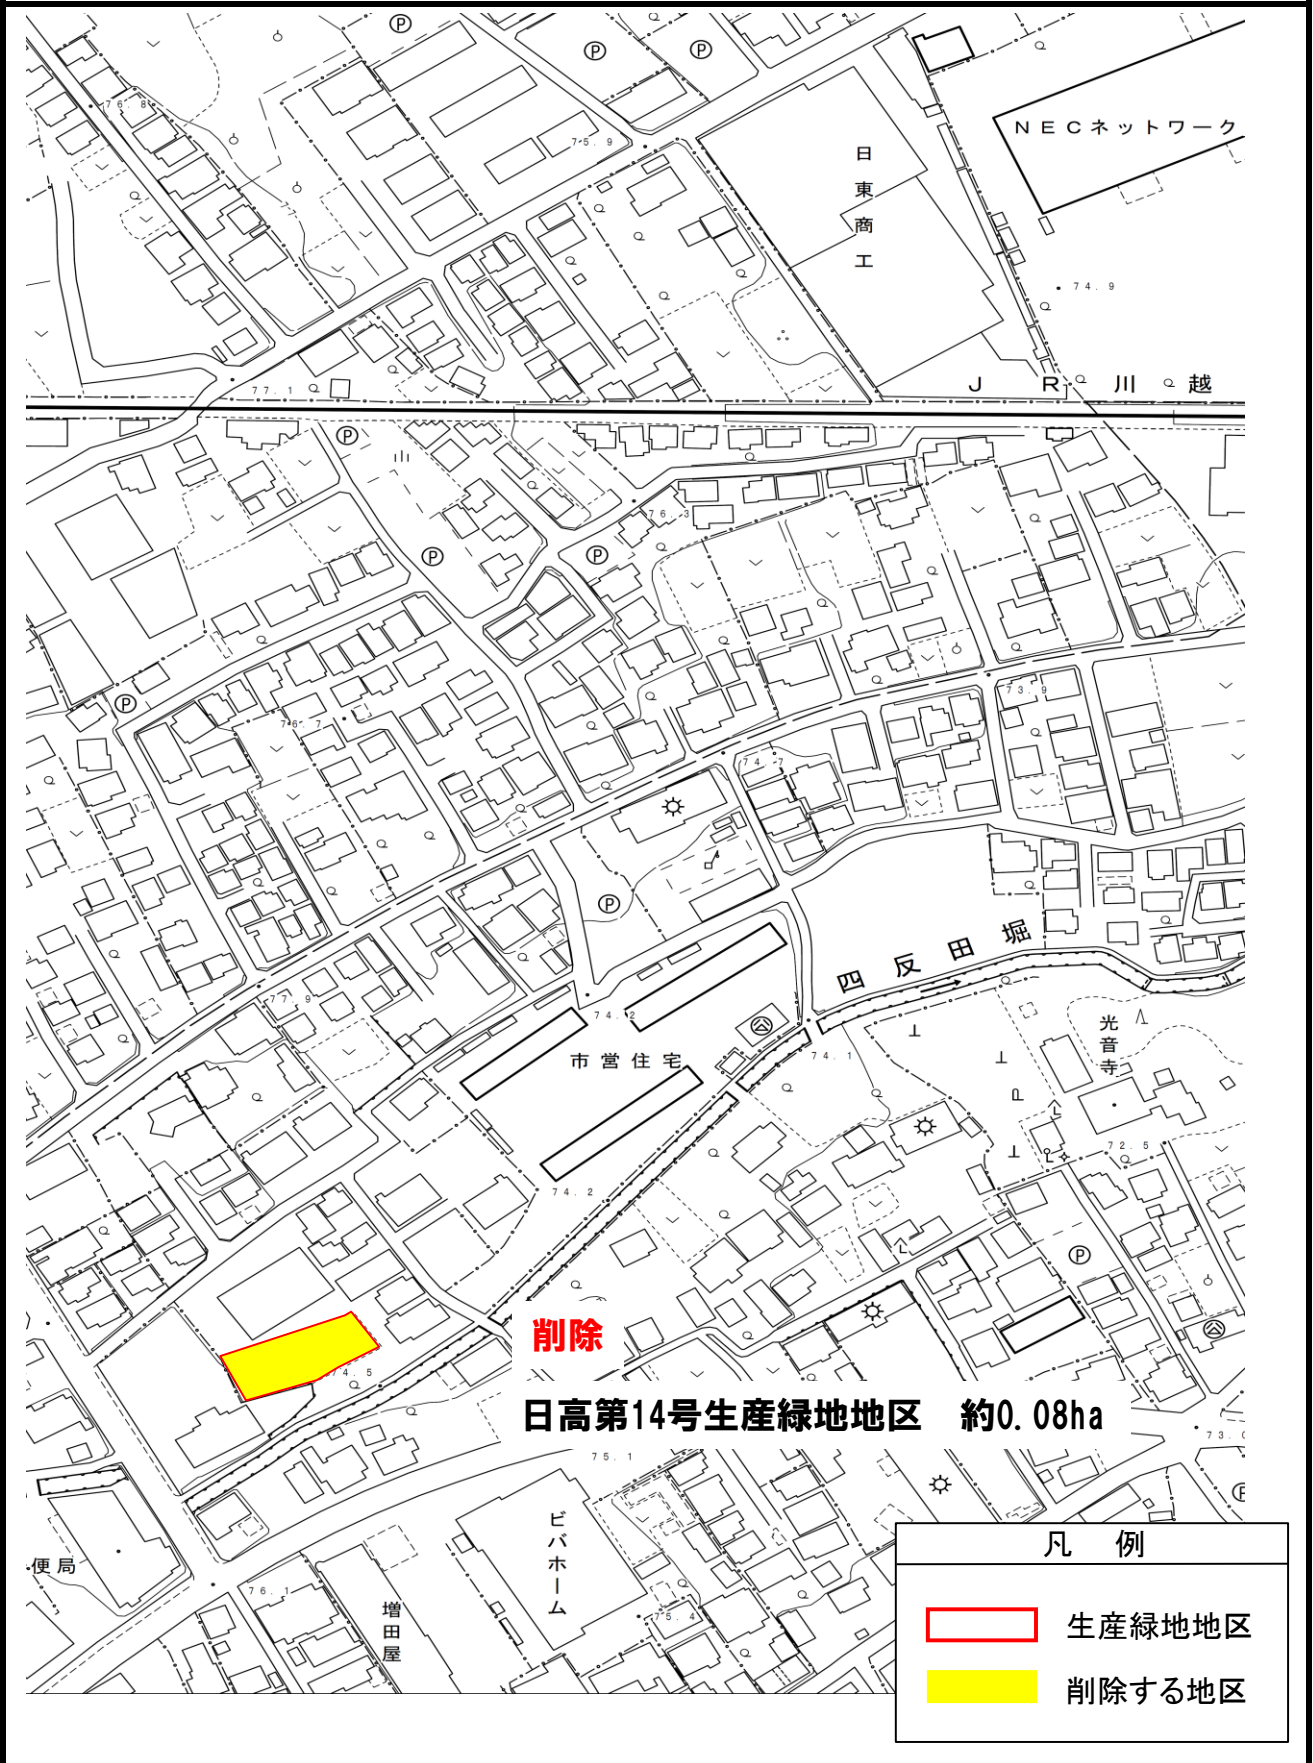 Ⓟ
Ⓟ
Ⓟ
76.8
75.9
NECネットワーク
日東商工
74.9
77.1
JR川越
Ⓟ
76.3
Ⓟ
Ⓟ
Ⓟ
73.9
76.7
74.7
Ⓟ
四反田堀
77.9
74.2
市営住宅
74.1
光音寺
72.5
74.2
Ⓟ
削除
74.5
日高第14号生産緑地地区 約0.08ha
75.1
73.0
Ⓟ
ビバホーム
便局
76.1
増田屋
75.4
凡 例
生産緑地地区
削除する地区